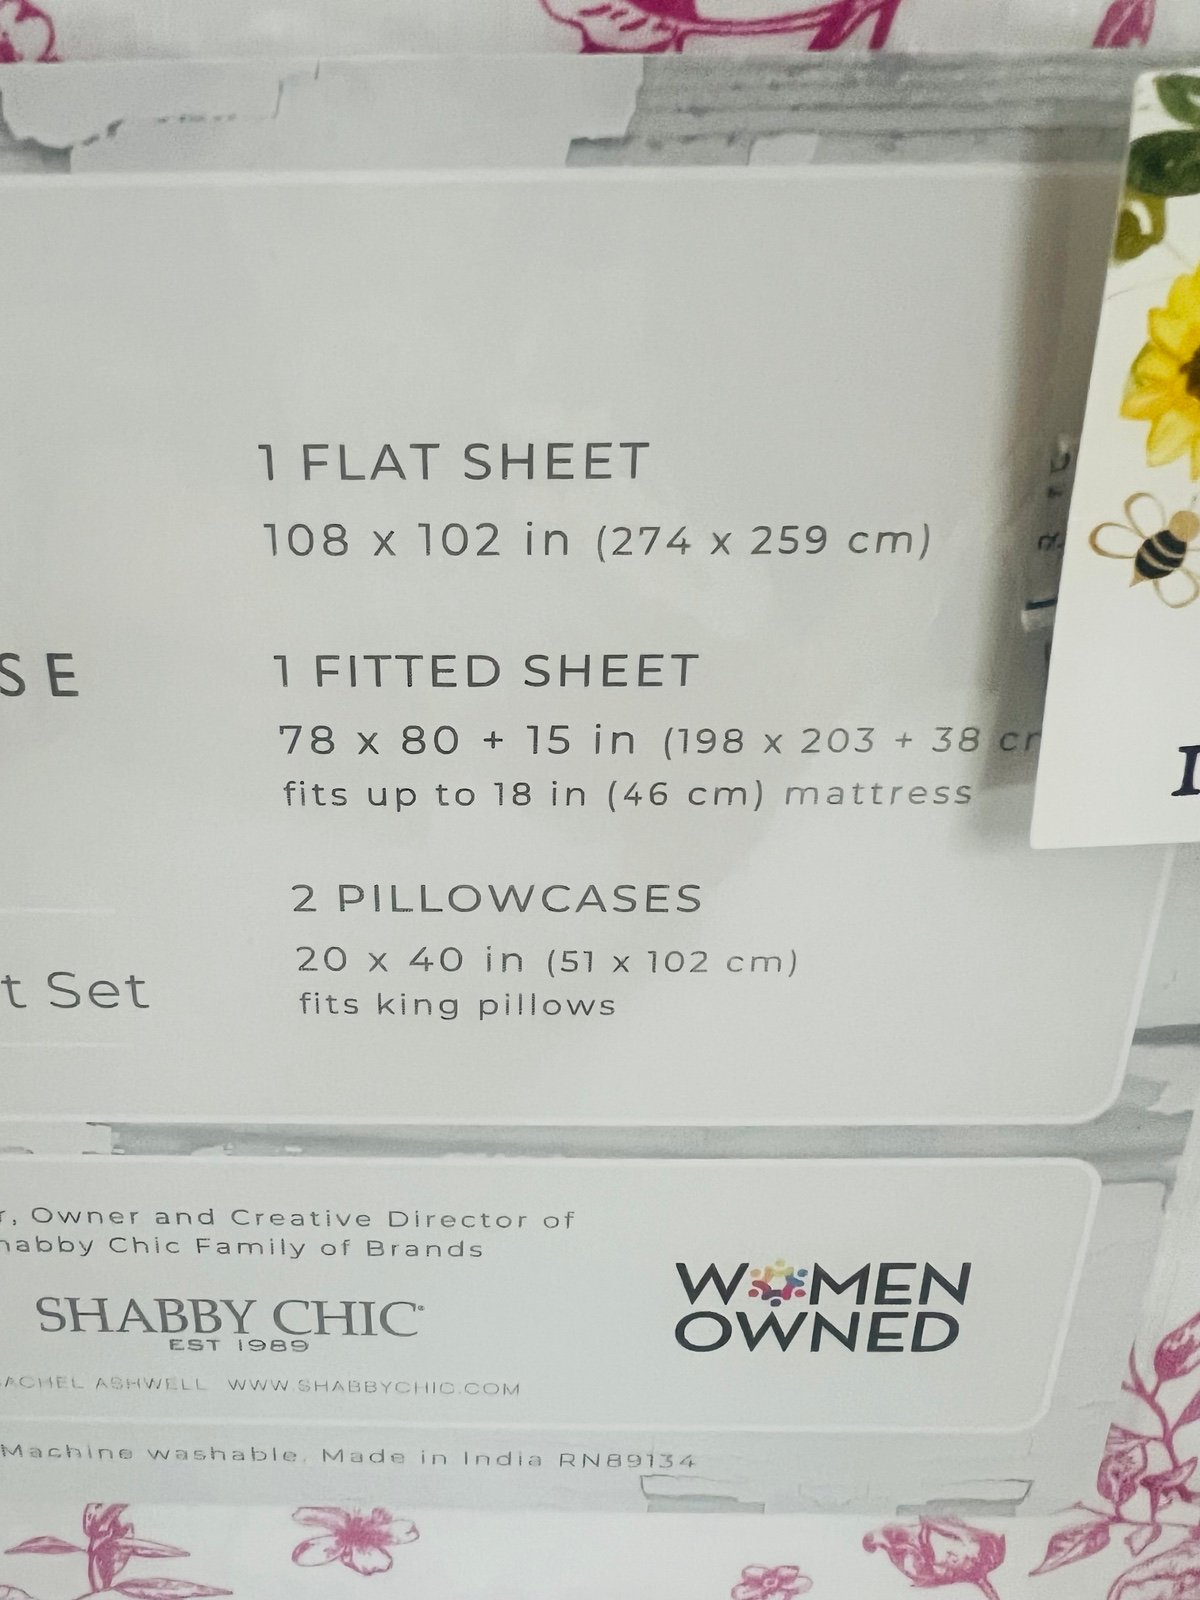 1 FLAT SHEET
108 x 102 in (274 x 259 cm)
1 FITTED SHEET
78 x 80 + 15 in (198 x 203 + 38
fits up to 18 in (46 cm) mattress
SE
2 PILLOWCASES
20 x 40 in (51 x 102 cm)
fits king pillows
t Set
r, Owner and Creative Director of
habby Chic Family of Brands
SHABBY CHIC®
EST 1989
ACHEL ASHWELL WWW.SHABBYCHIC.COM
WOMEN
OWNED
Machine washable. Made in India RN89134